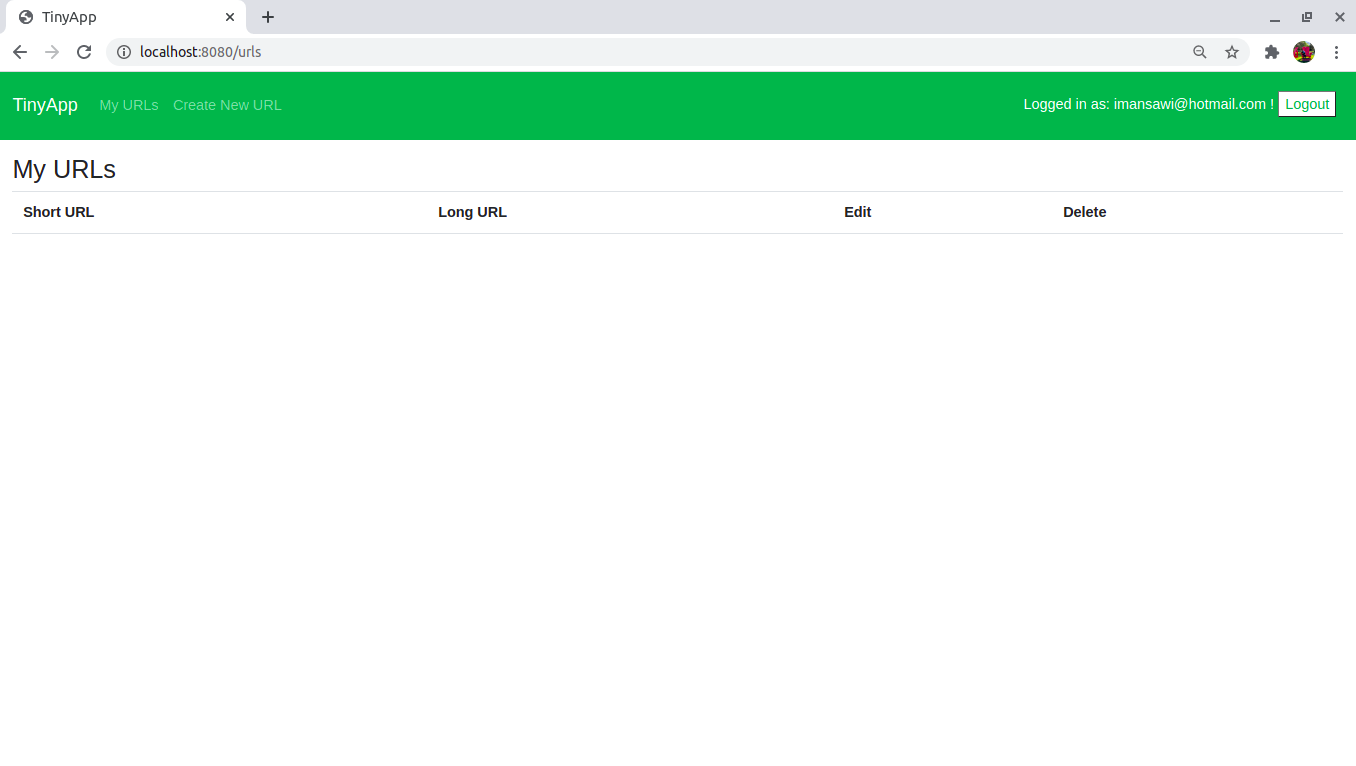 TinyApp
localhost:8080/urls
TinyApp My URLs Create New URL Logged in as: imansawi@hotmail.com ! Logout
My URLs
Short URL Long URL Edit Delete